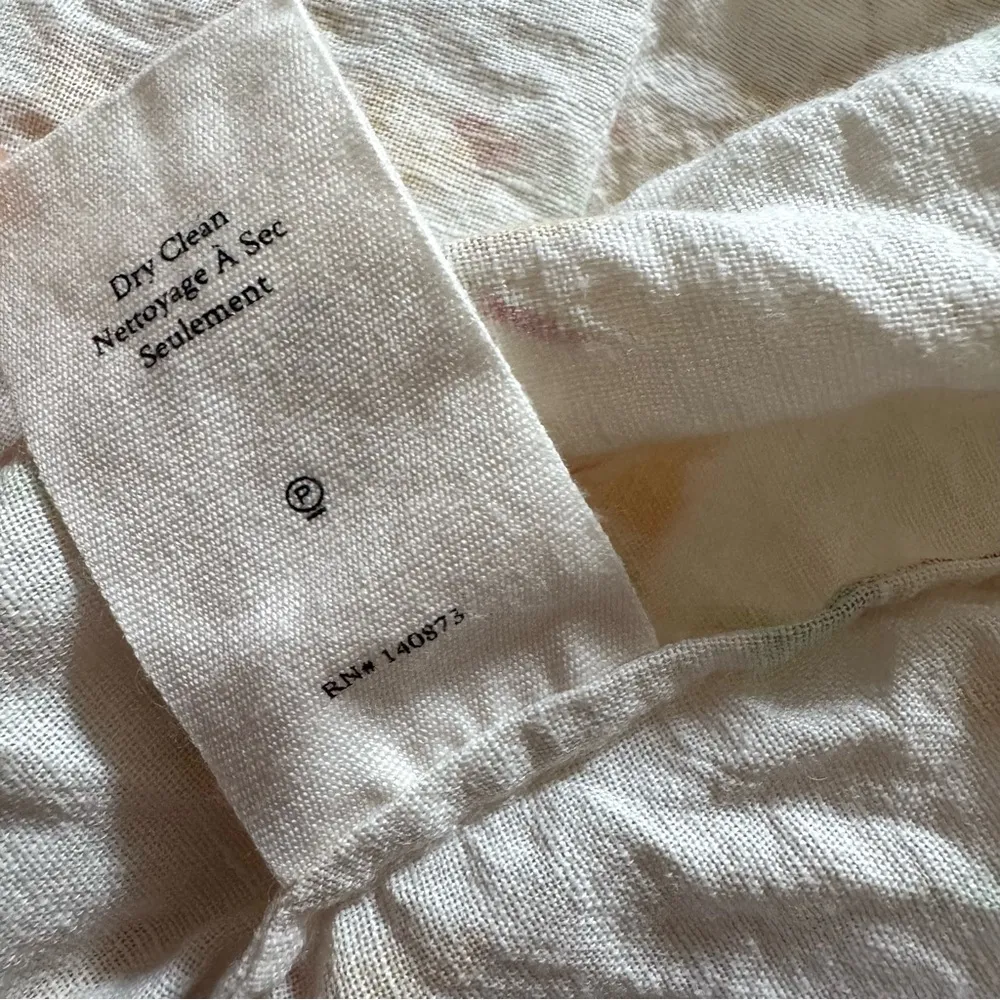 Dry Clean
Nettoyage À Sec
Seulement
P
RN# 140873